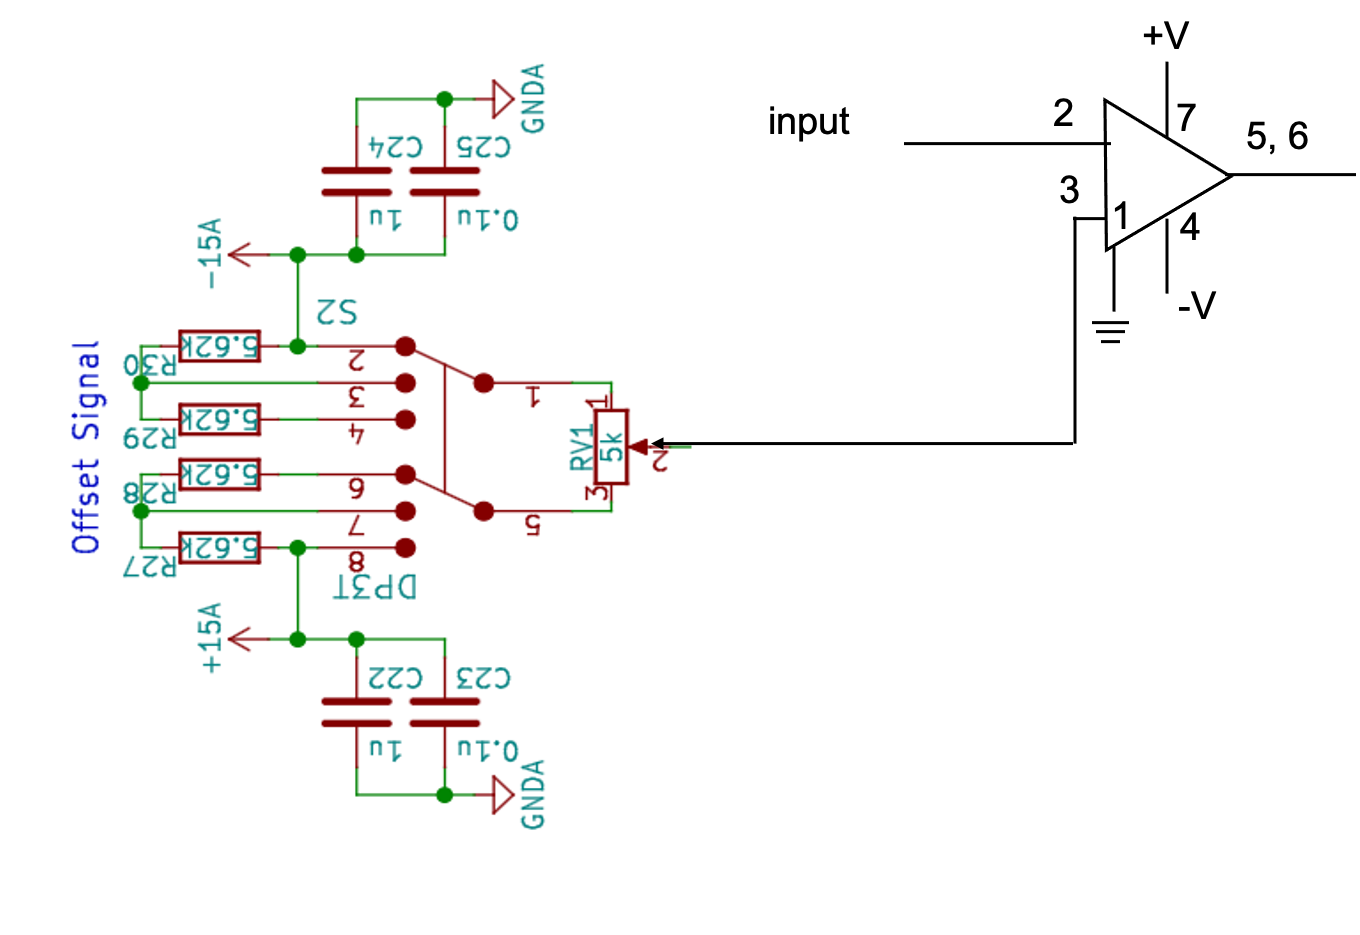 +V
input
2
7
5, 6
3
1
4
-V
GNDA
C24
C25
1u
0.1u
-15A
S2
R30
5.62k
2
3
R29
5.62k
4
1
Offset Signal
RV1
5k
1
2
3
R28
5.62k
6
7
5
R27
5.62k
8
DP3T
+15A
C22
C23
1u
0.1u
GNDA